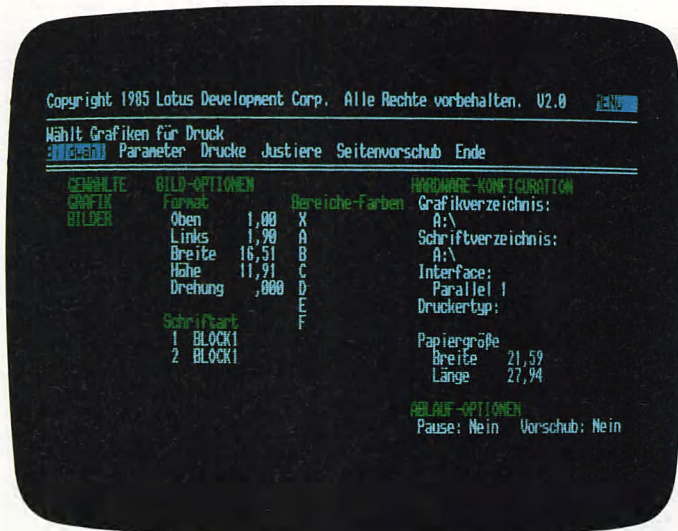 Copyright 1985 Lotus Development Corp. Alle Rechte vorbehalten. V2.0 MENÜ
Wählt Grafiken für Druck
Bildwahl Parameter Drucke Justiere Seitenvorschub Ende
GEWÄHLTE BILD-OPTIONEN HARDWARE-KONFIGURATION
GRAFIK Format Bereiche-Farben Grafikverzeichnis:
BILDER Oben 1,00 X A:\
Links 1,90 A Schriftverzeichnis:
Breite 16,51 B A:\
Höhe 11,91 C Interface:
Drehung ,000 D Parallel 1
E Druckertyp:
Schriftart F
1 BLOCK1 Papiergröße
2 BLOCK1 Breite 21,59
Länge 27,94
ABLAUF-OPTIONEN
Pause: Nein Vorschub: Nein